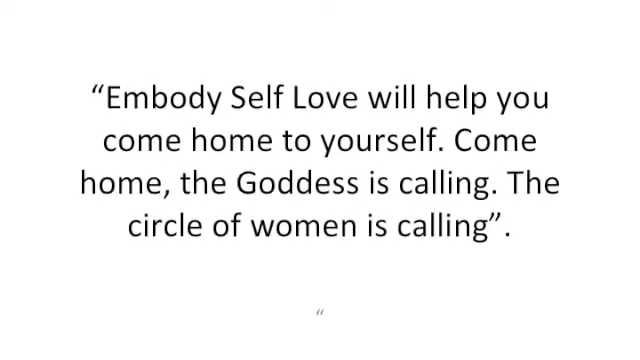 “Embody Self Love will help you
come home to yourself. Come
home, the Goddess is calling. The
circle of women is calling”.
“